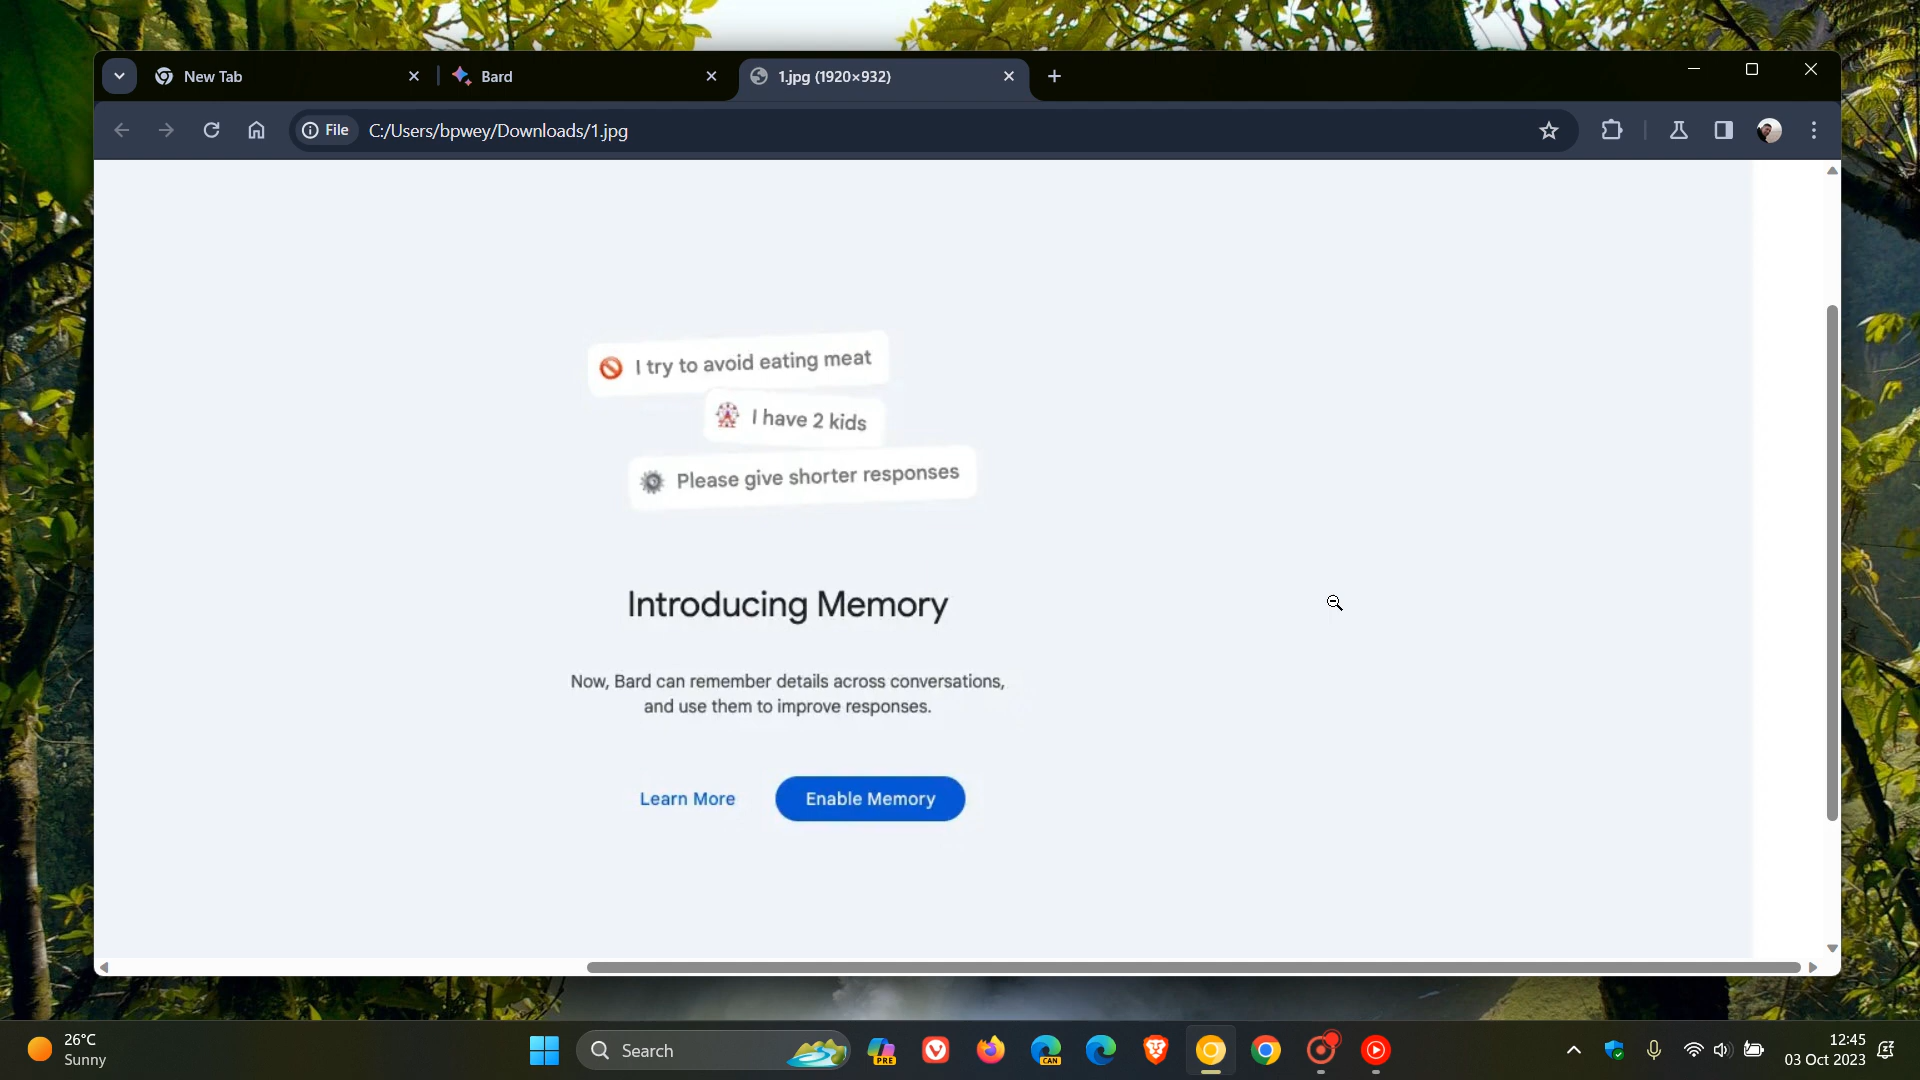 New Tab
Bard
1.jpg (1920×932)
File
C:/Users/bpwey/Downloads/1.jpg
I try to avoid eating meat
I have 2 kids
Please give shorter responses
Introducing Memory
Now, Bard can remember details across conversations,
and use them to improve responses.
Learn More
Enable Memory
26°C
Sunny
Search
PRE
CAN
12:45
03 Oct 2023